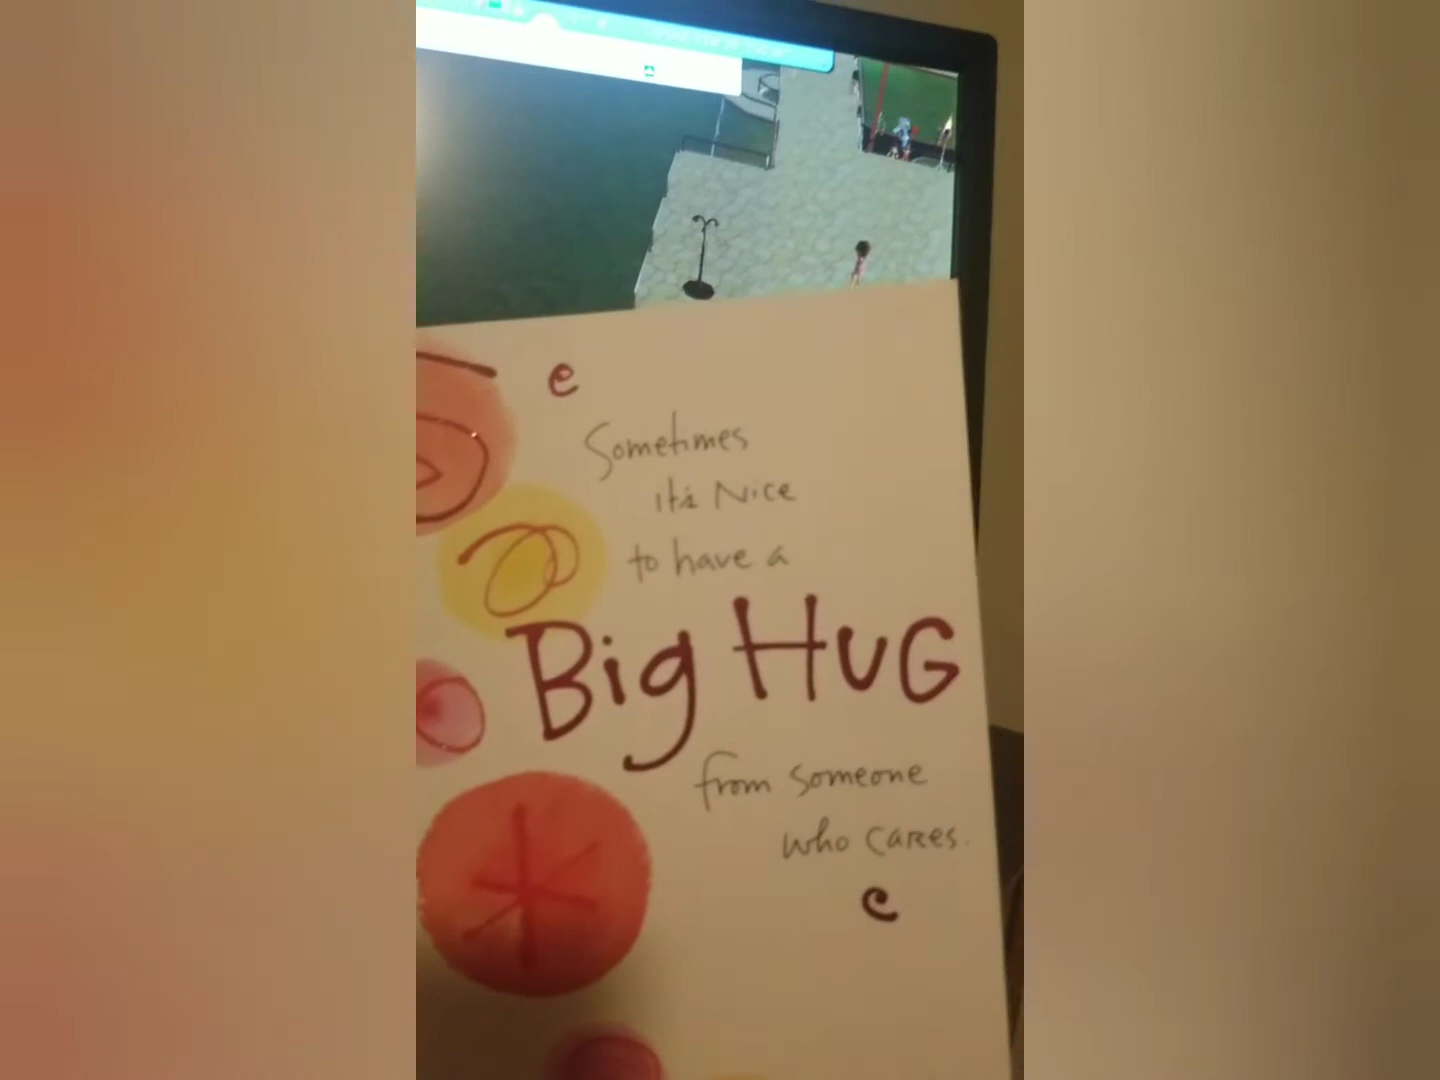 e
Sometimes
it's Nice
to have a
Big HUG
from someone
who cares.
e